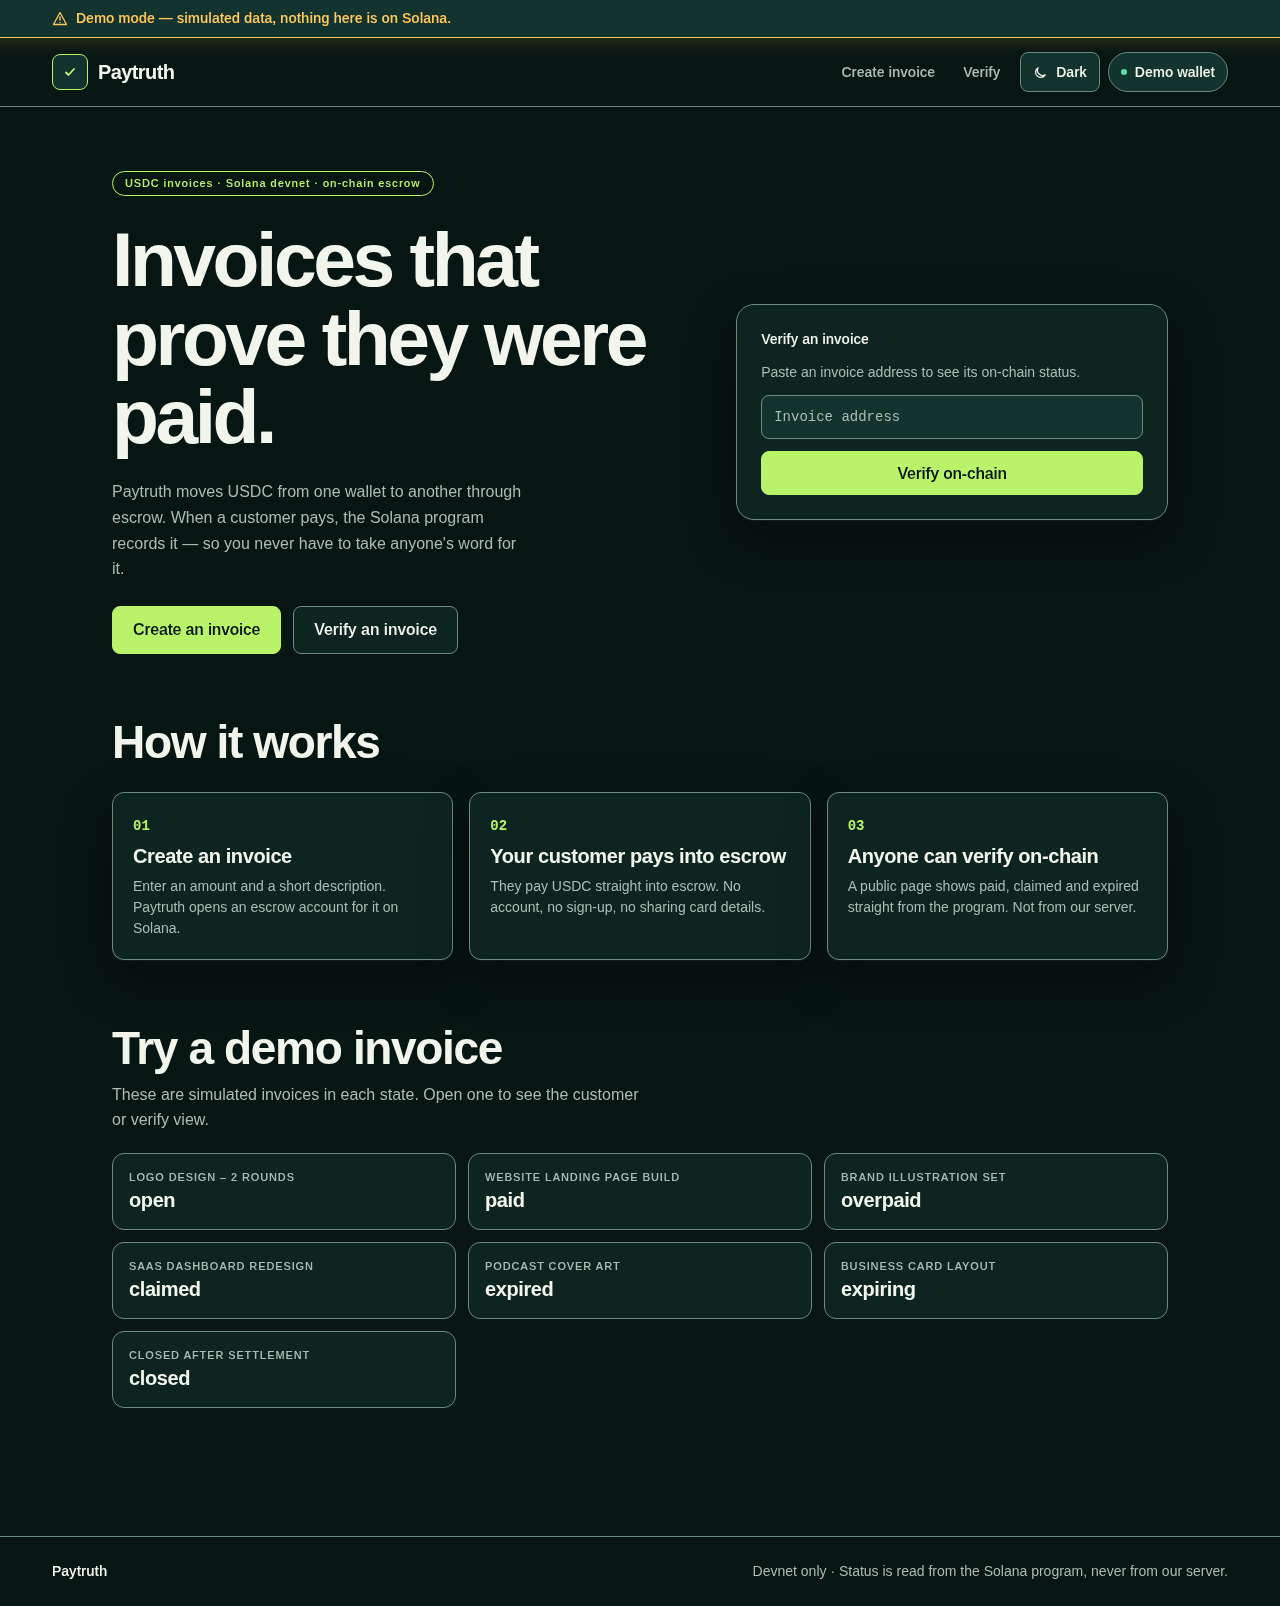 Demo mode — simulated data, nothing here is on Solana.
Paytruth
Create invoice
Verify
Dark
Demo wallet
USDC invoices · Solana devnet · on-chain escrow
Invoices that
prove they were
paid.
Paytruth moves USDC from one wallet to another through
escrow. When a customer pays, the Solana program
records it — so you never have to take anyone's word for
it.
Create an invoice
Verify an invoice
Verify an invoice
Paste an invoice address to see its on-chain status.
Invoice address
Verify on-chain
How it works
01
Create an invoice
Enter an amount and a short description.
Paytruth opens an escrow account for it on
Solana.
02
Your customer pays into escrow
They pay USDC straight into escrow. No
account, no sign-up, no sharing card details.
03
Anyone can verify on-chain
A public page shows paid, claimed and expired
straight from the program. Not from our server.
Try a demo invoice
These are simulated invoices in each state. Open one to see the customer
or verify view.
LOGO DESIGN – 2 ROUNDS
open
WEBSITE LANDING PAGE BUILD
paid
BRAND ILLUSTRATION SET
overpaid
SAAS DASHBOARD REDESIGN
claimed
PODCAST COVER ART
expired
BUSINESS CARD LAYOUT
expiring
CLOSED AFTER SETTLEMENT
closed
Paytruth
Devnet only · Status is read from the Solana program, never from our server.